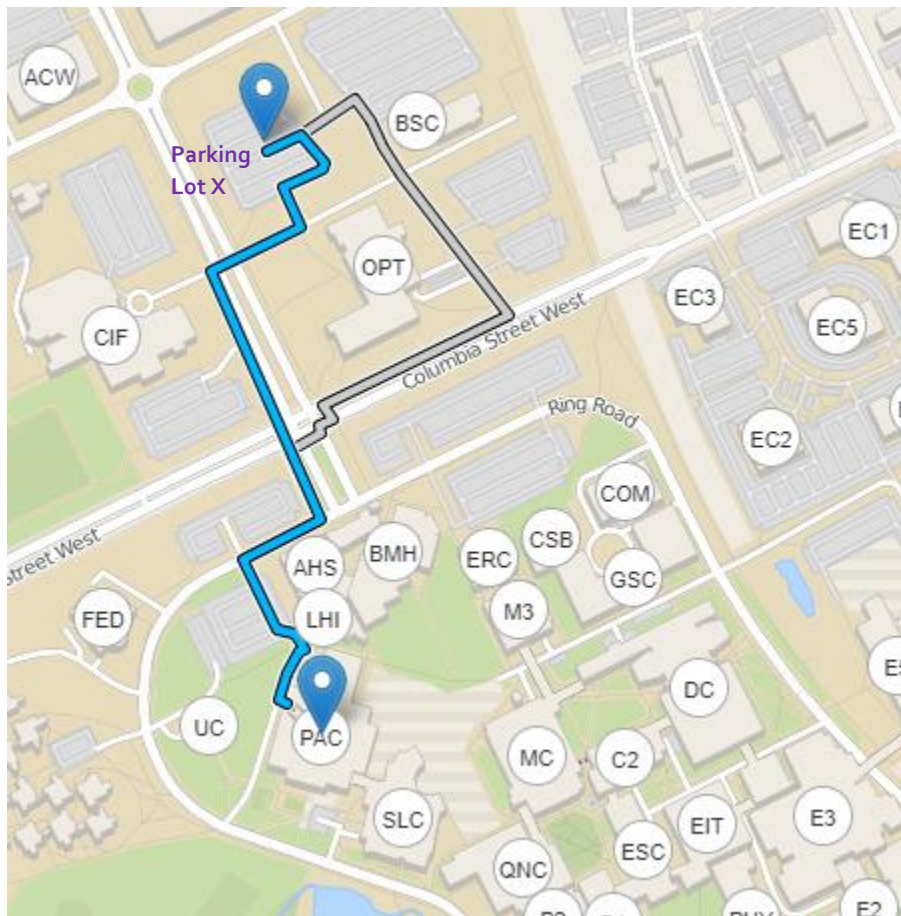 ACW
BSC
Parking
Lot X
EC1
OPT
EC3
EC5
CIF
Columbia Street West
Ring Road
EC2
COM
Street West
CSB
BMH
ERC
AHS
GSC
M3
FED
LHI
DC
UC
PAC
MC
C2
SLC
EIT
E3
ESC
QNC
E2